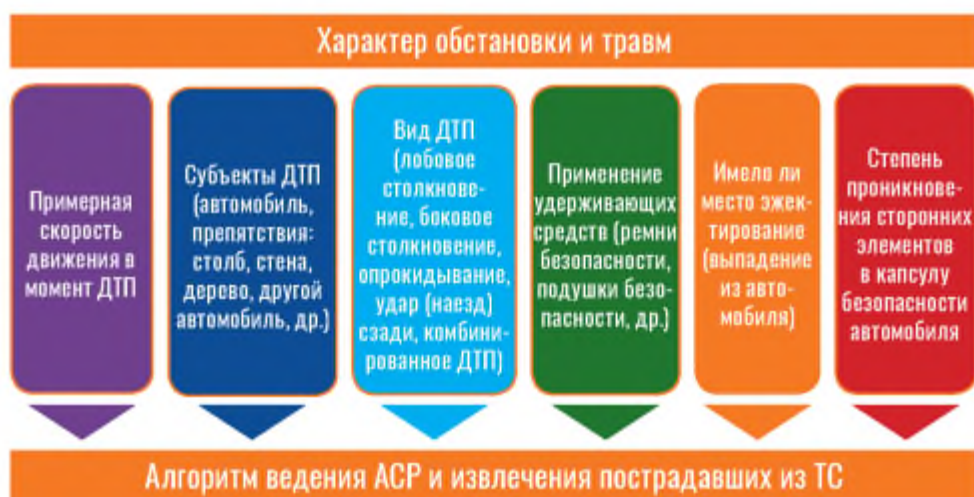 Характер обстановки и травм
Примерная
скорость
движения в
момент ДТП
Субъекты ДТП
(автомобиль,
препятствия:
столб, стена,
дерево, другой
автомобиль, др.)
Вид ДТП
(лобовое
столкнове-
ние, боковое
столкновение,
опрокидывание,
удар (наезд)
сзади, комбини-
рованное ДТП)
Применение
удерживающих
средств (ремни
безопасности,
подушки безо-
пасности, др.)
Имело ли
место эжек-
тирование
(выпадение
из авто-
мобиля)
Степень
проникнове-
ния сторонних
элементов
в капсулу
безопасности
автомобиля
Алгоритм ведения АСР и извлечения пострадавших из ТС